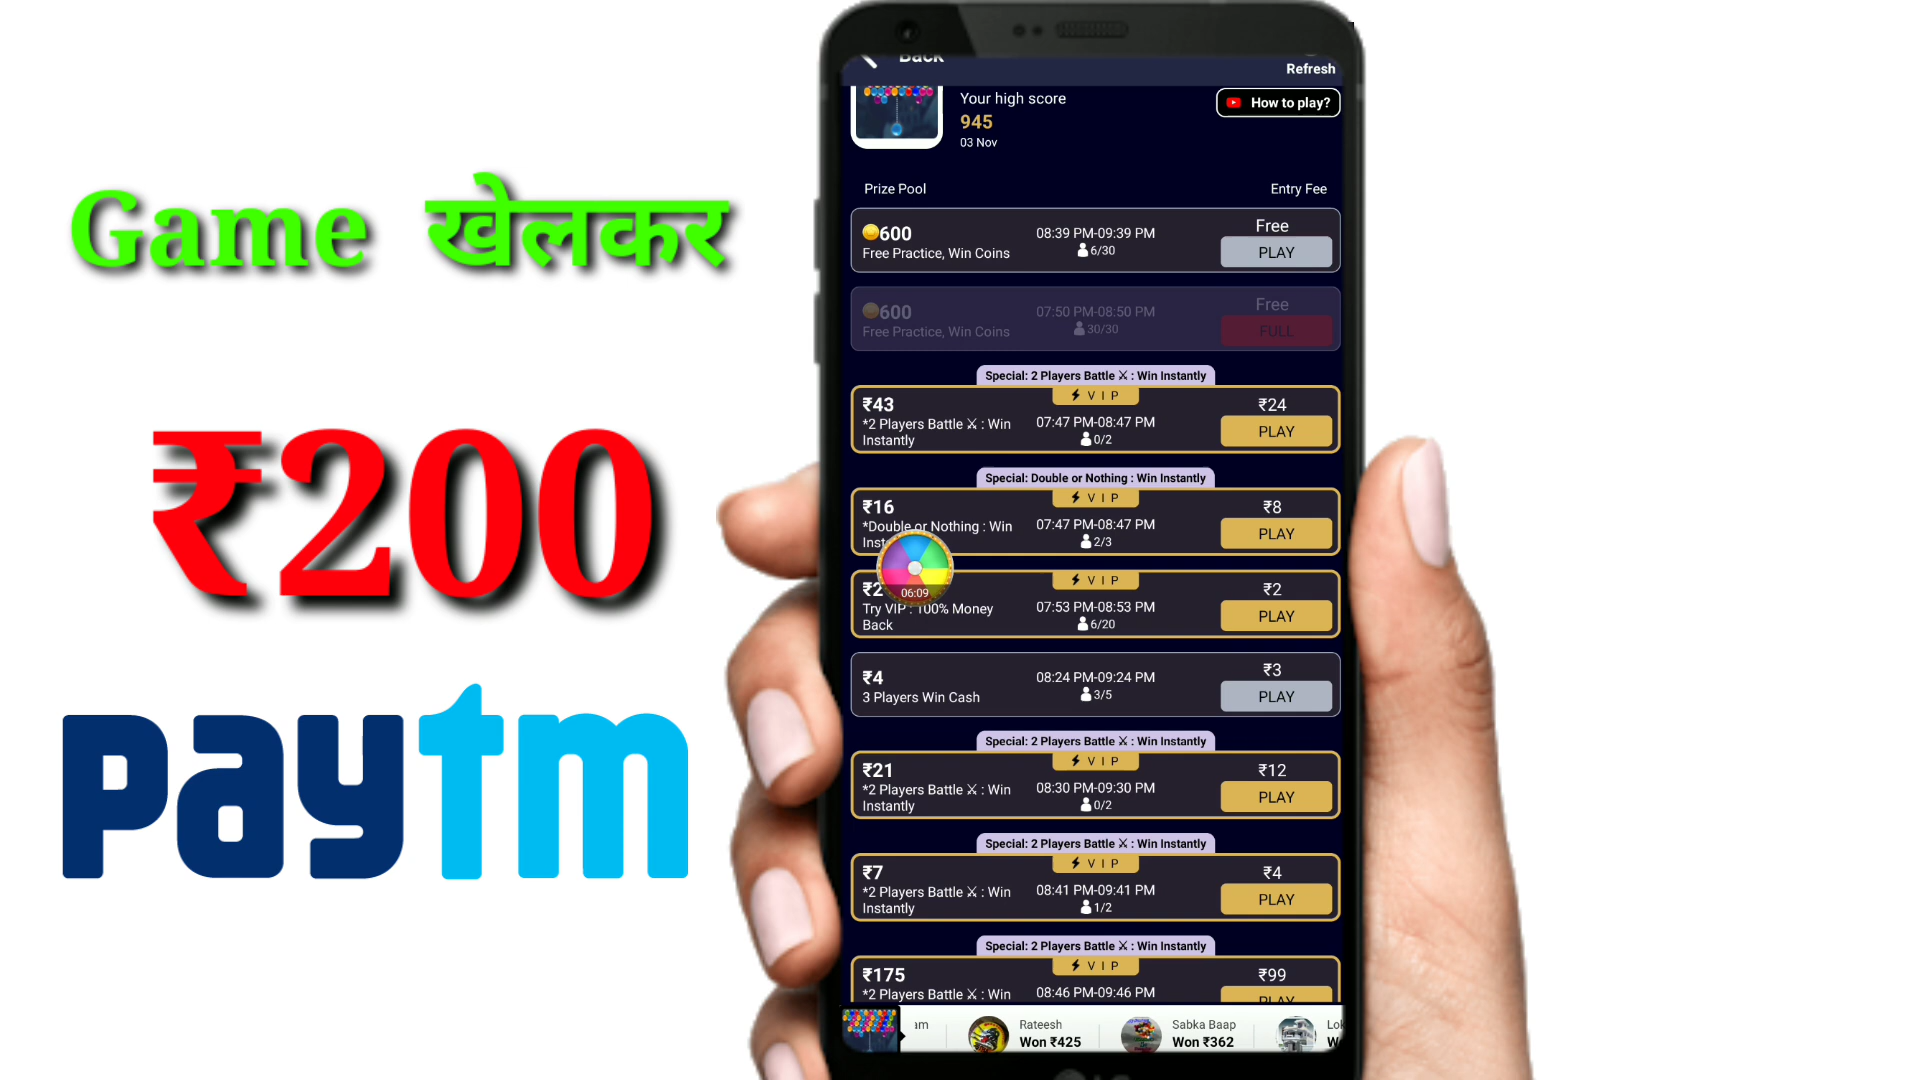 Game खेलकर
₹200
paytm
Back
Refresh
Your high score
945
03 Nov
How to play?
Prize Pool
Entry Fee
600
Free Practice, Win Coins
08:39 PM-09:39 PM
6/30
Free
PLAY
600
Free Practice, Win Coins
07:50 PM-08:50 PM
30/30
Free
FULL
Special: 2 Players Battle ⚔ : Win Instantly
VIP
₹43
*2 Players Battle ⚔ : Win
Instantly
07:47 PM-08:47 PM
0/2
₹24
PLAY
Special: Double or Nothing : Win Instantly
VIP
₹16
*Double or Nothing : Win
07:47 PM-08:47 PM
2/3
₹8
PLAY
06:09
VIP
Try VIP : 100% Money
Back
07:53 PM-08:53 PM
6/20
₹2
PLAY
₹4
3 Players Win Cash
08:24 PM-09:24 PM
3/5
₹3
PLAY
Special: 2 Players Battle ⚔ : Win Instantly
VIP
₹21
*2 Players Battle ⚔ : Win
Instantly
08:30 PM-09:30 PM
0/2
₹12
PLAY
Special: 2 Players Battle ⚔ : Win Instantly
VIP
₹7
*2 Players Battle ⚔ : Win
Instantly
08:41 PM-09:41 PM
1/2
₹4
PLAY
Special: 2 Players Battle ⚔ : Win Instantly
VIP
₹175
*2 Players Battle ⚔ : Win
08:46 PM-09:46 PM
₹99
PLAY
Rateesh
Won ₹425
Sabka Baap
Won ₹362